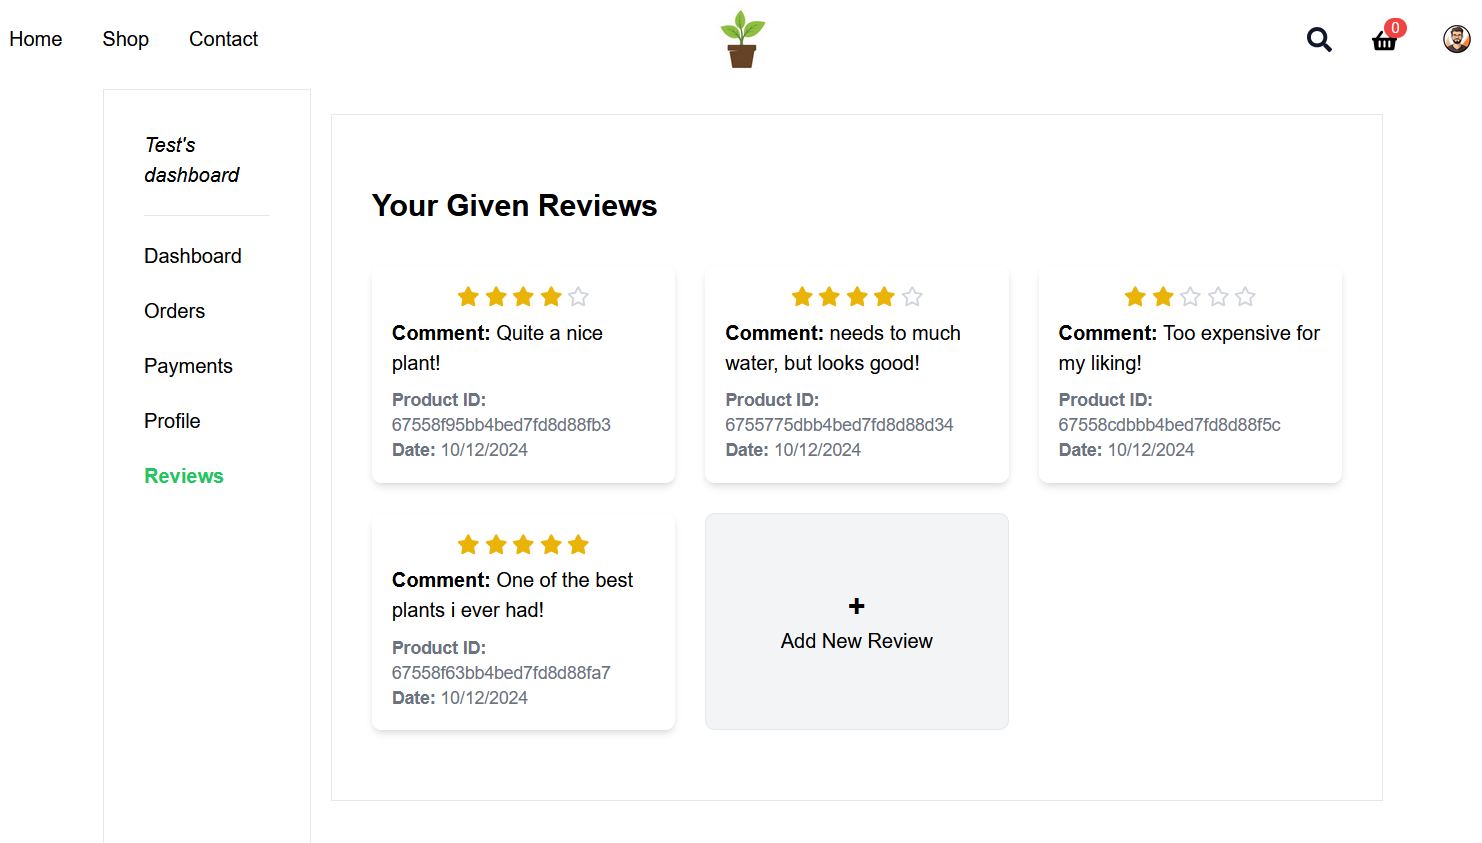 Home Shop Contact
0
Test's
dashboard
Dashboard
Orders
Payments
Profile
Reviews
Your Given Reviews
Comment: Quite a nice
plant!
Product ID:
67558f95bb4bed7fd8d88fb3
Date: 10/12/2024
Comment: needs to much
water, but looks good!
Product ID:
6755775dbb4bed7fd8d88d34
Date: 10/12/2024
Comment: Too expensive for
my liking!
Product ID:
67558cdbbb4bed7fd8d88f5c
Date: 10/12/2024
Comment: One of the best
plants i ever had!
Product ID:
67558f63bb4bed7fd8d88fa7
Date: 10/12/2024
+
Add New Review